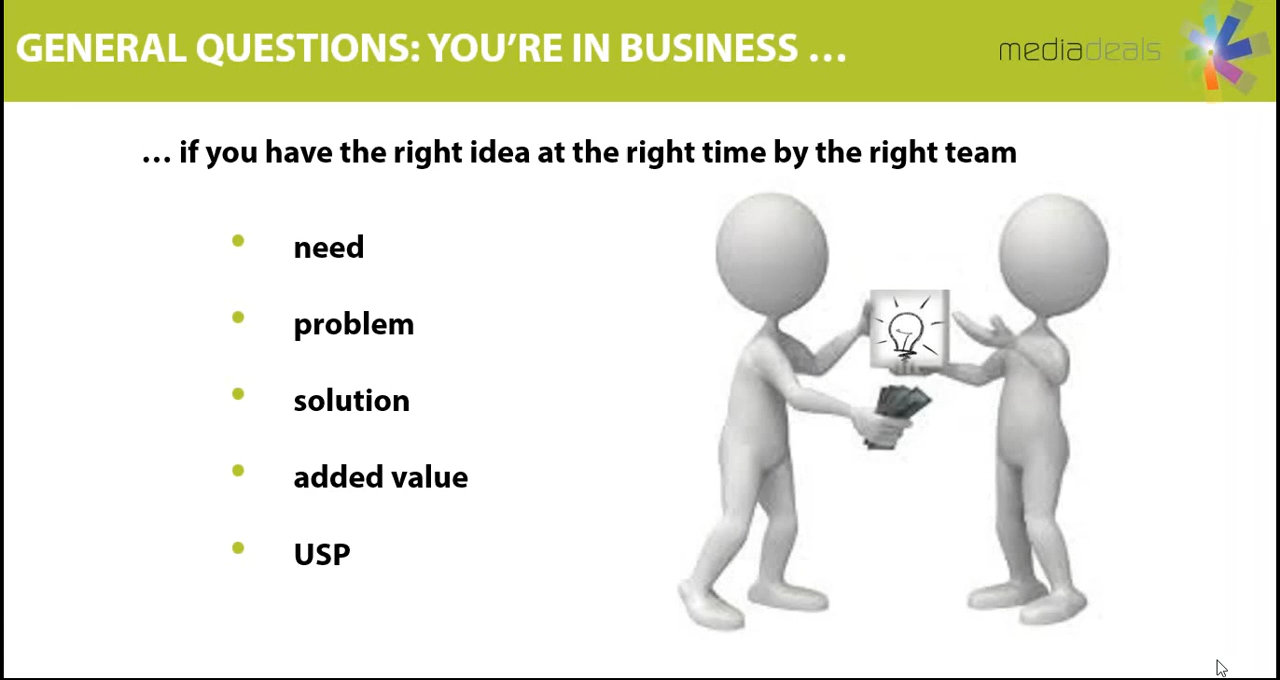 GENERAL QUESTIONS: YOU’RE IN BUSINESS …
mediadeals
… if you have the right idea at the right time by the right team
need
problem
solution
added value
USP